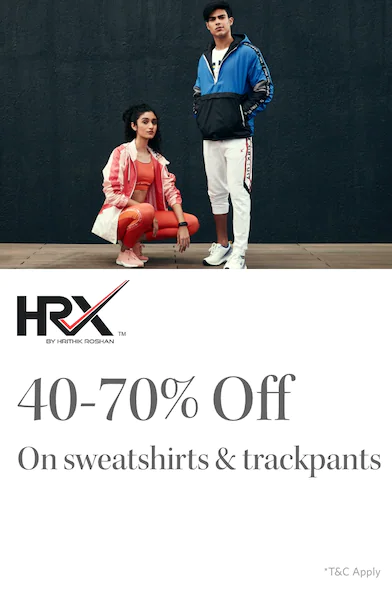 HRX
TM
BY HRITHIK ROSHAN
40-70% Off
On sweatshirts & trackpants
*T&C Apply